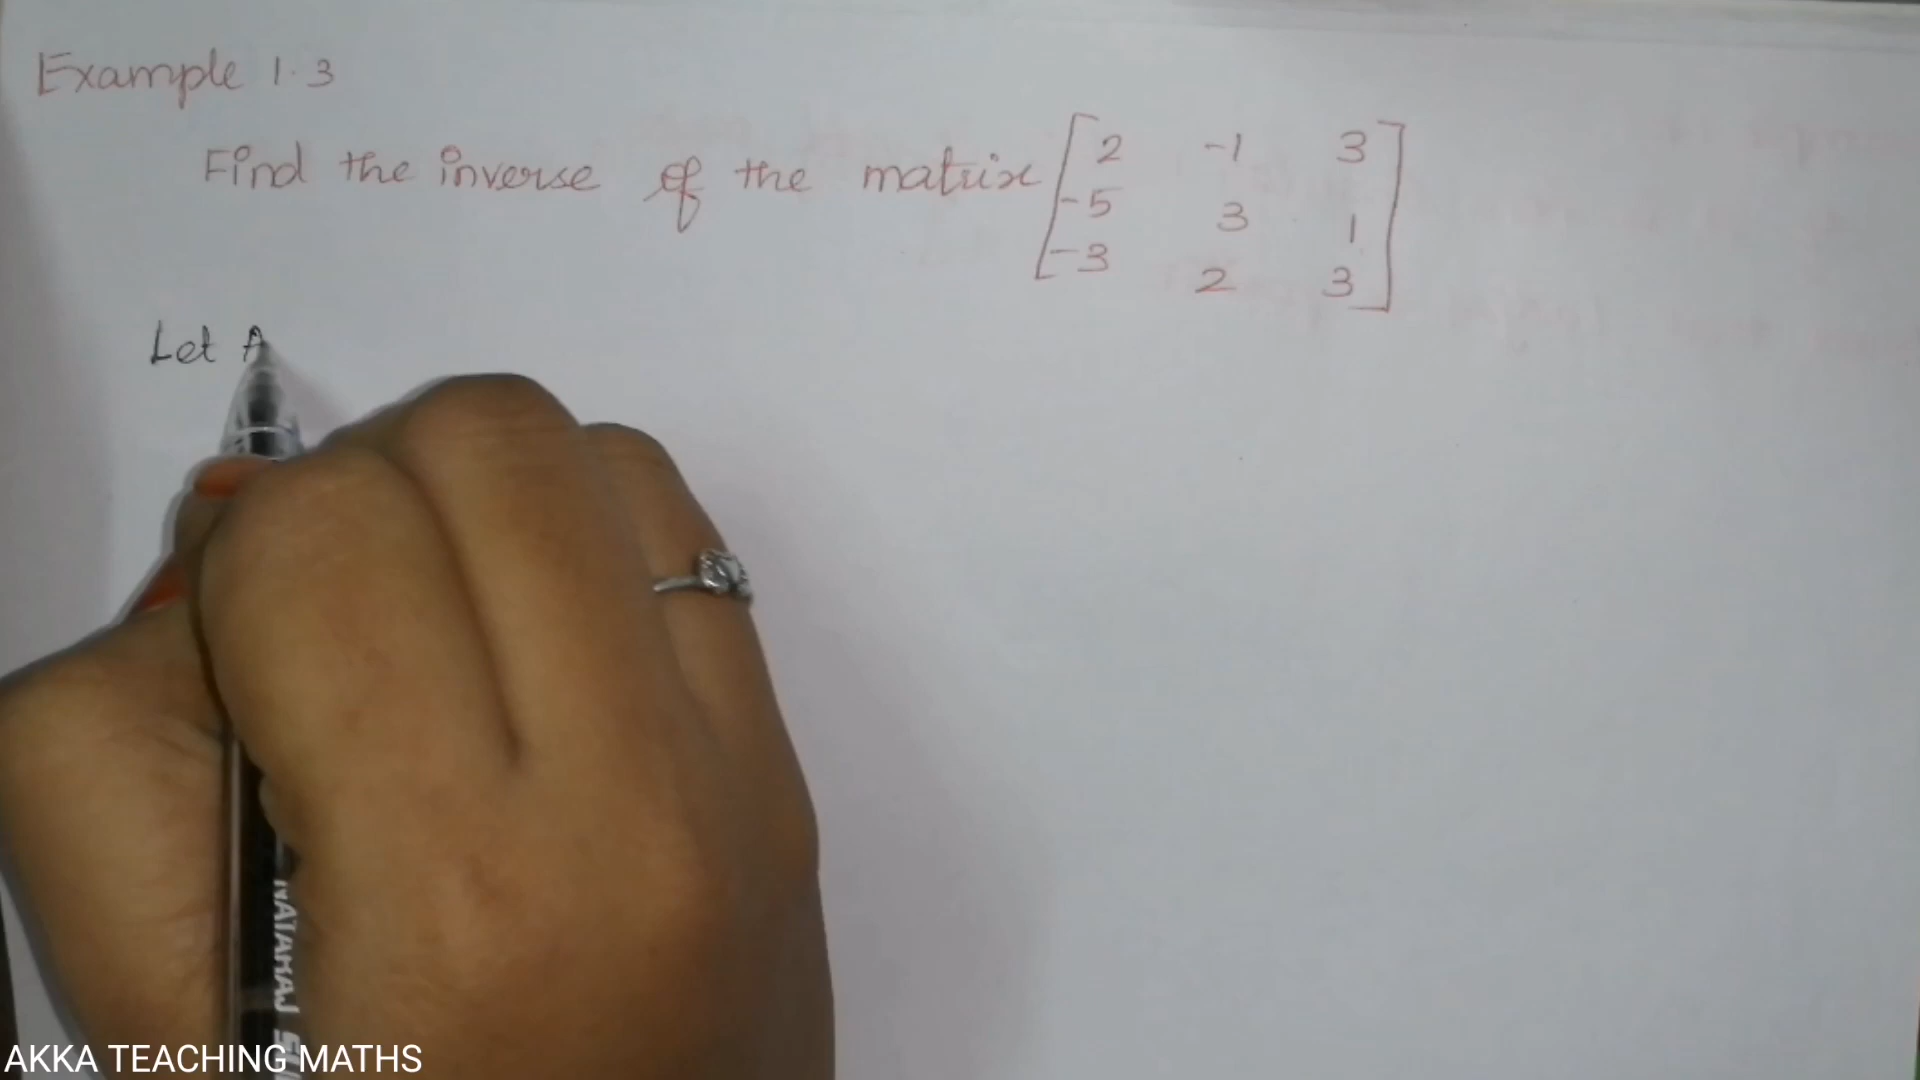 Example 1.3
Find the inverse of the matrix [2 -1 3
-5 3 1
-3 2 3]
Let A
NATARAJ
AKKA TEACHING MATHS